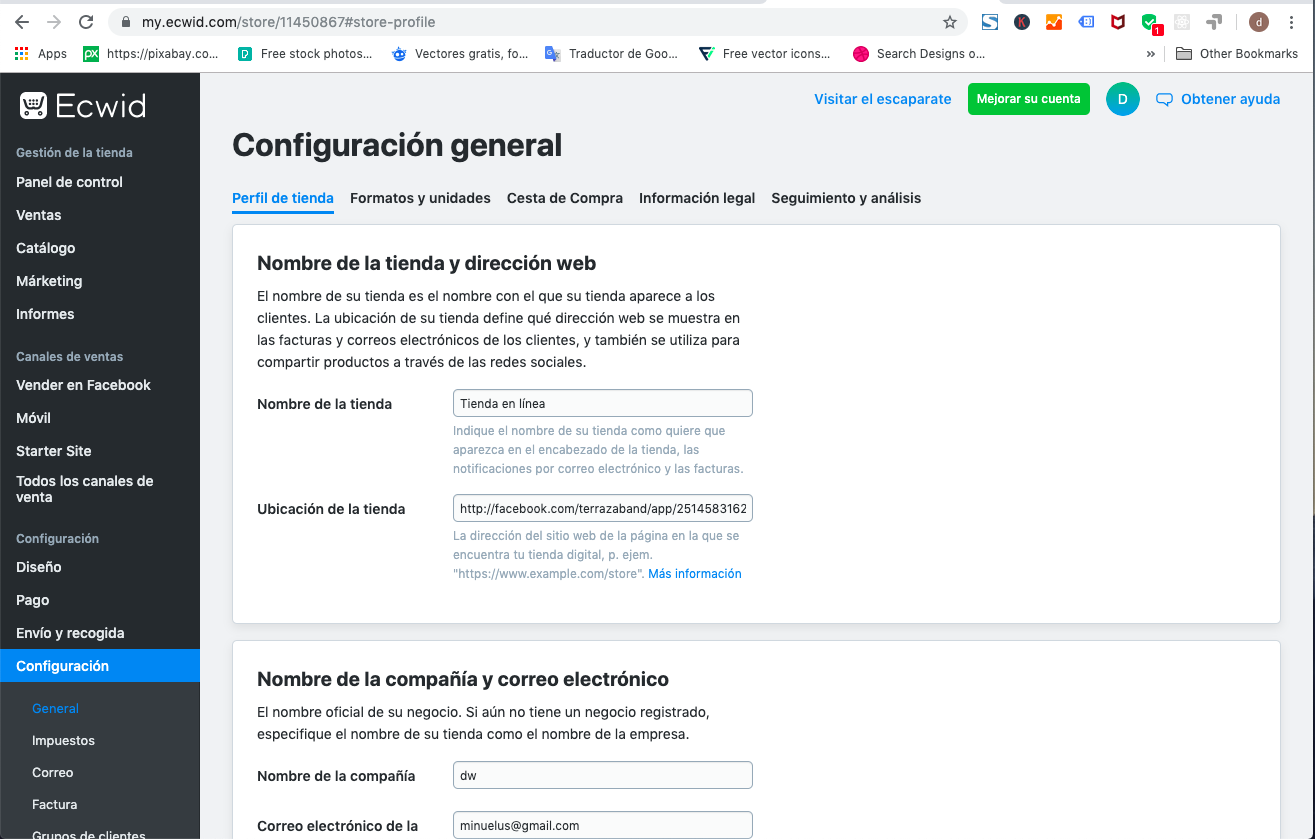 my.ecwid.com/store/11450867#store-profile
1
d
Apps
https://pixabay.co...
Free stock photos...
Vectores gratis, fo...
Traductor de Goo...
Free vector icons...
Search Designs o...
»
Other Bookmarks
Ecwid
Visitar el escaparate
Mejorar su cuenta
D
Obtener ayuda
Gestión de la tienda
Panel de control
Ventas
Catálogo
Márketing
Informes
Canales de ventas
Vender en Facebook
Móvil
Starter Site
Todos los canales de
venta
Configuración
Diseño
Pago
Envío y recogida
Configuración
General
Impuestos
Correo
Factura
Grupos de clientes
Configuración general
Perfil de tienda
Formatos y unidades
Cesta de Compra
Información legal
Seguimiento y análisis
Nombre de la tienda y dirección web
El nombre de su tienda es el nombre con el que su tienda aparece a los
clientes. La ubicación de su tienda define qué dirección web se muestra en
las facturas y correos electrónicos de los clientes, y también se utiliza para
compartir productos a través de las redes sociales.
Nombre de la tienda
Tienda en línea
Indique el nombre de su tienda como quiere que
aparezca en el encabezado de la tienda, las
notificaciones por correo electrónico y las facturas.
Ubicación de la tienda
http://facebook.com/terrazaband/app/2514583162
La dirección del sitio web de la página en la que se
encuentra tu tienda digital, p. ejem.
"https://www.example.com/store". Más información
Nombre de la compañía y correo electrónico
El nombre oficial de su negocio. Si aún no tiene un negocio registrado,
especifique el nombre de su tienda como el nombre de la empresa.
Nombre de la compañía
dw
Correo electrónico de la
minuelus@gmail.com